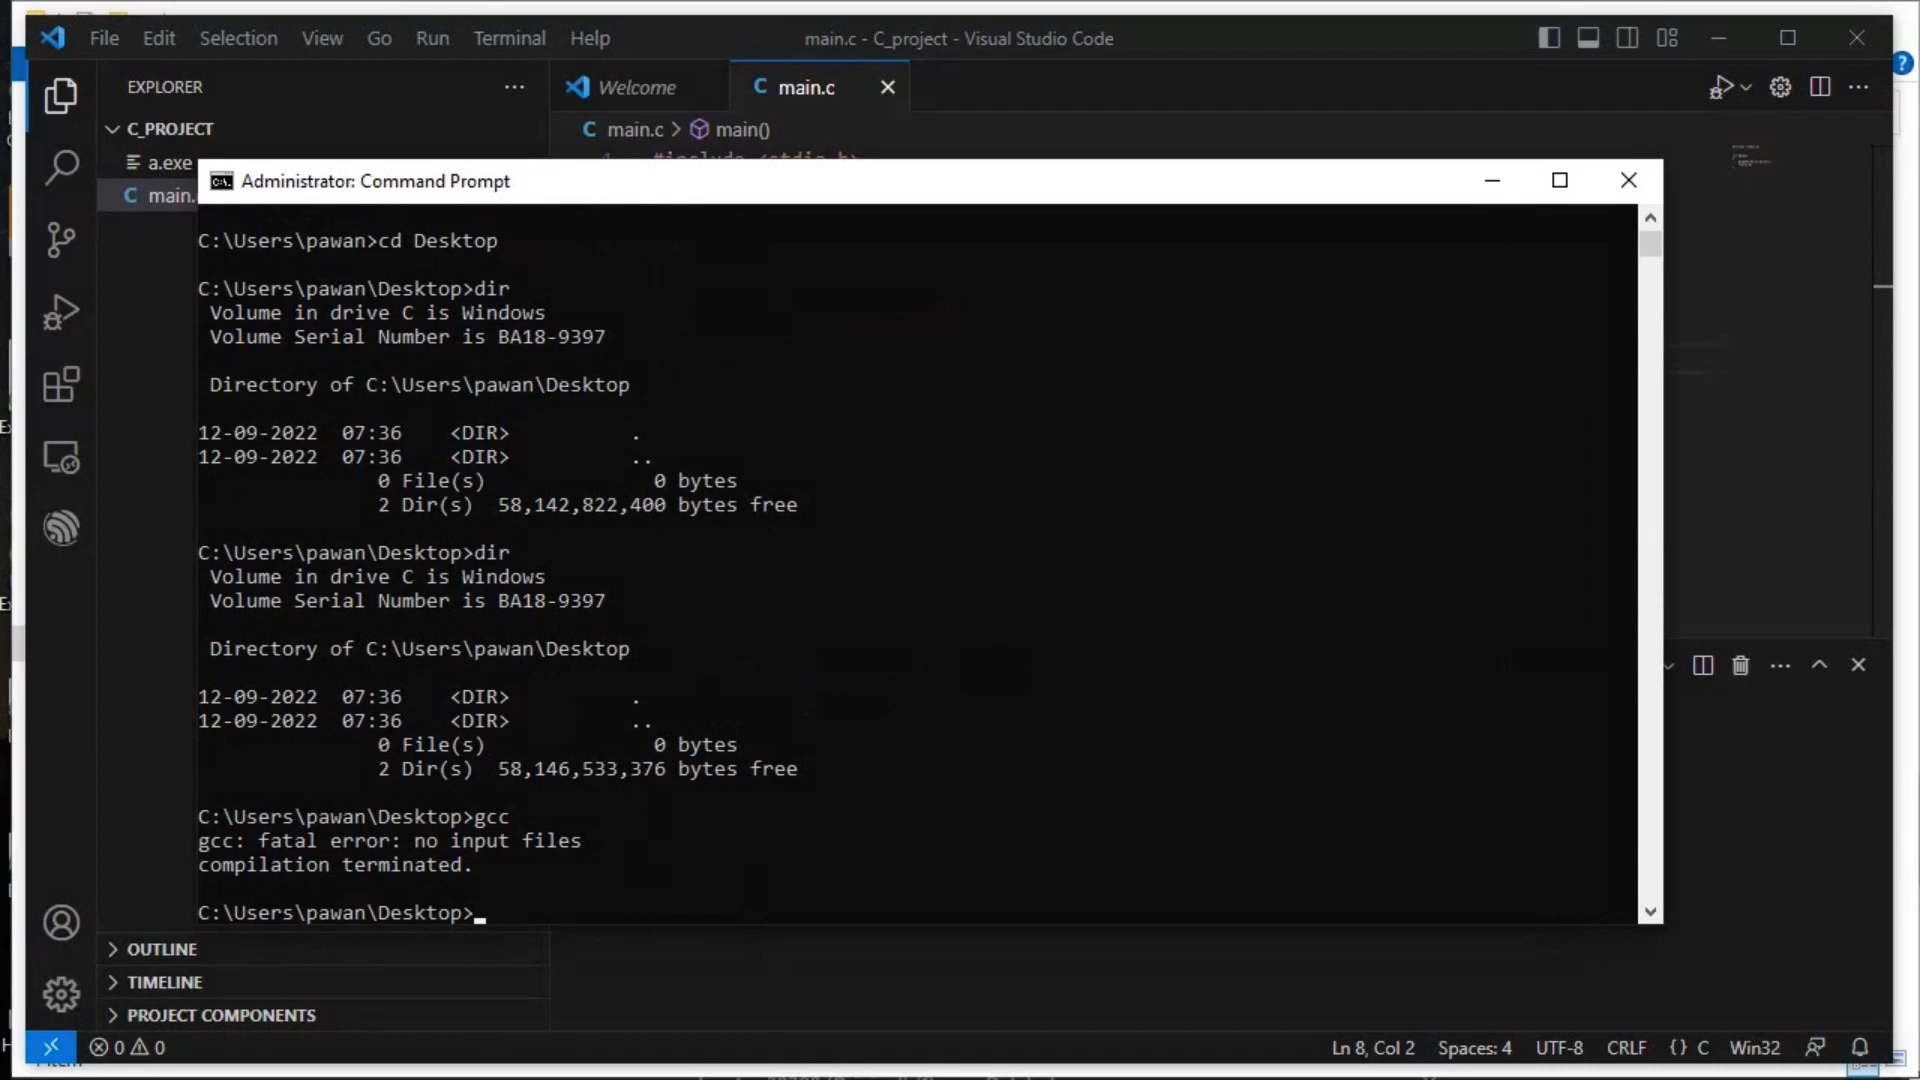 File Edit Selection View Go Run Terminal Help
main.c - C_project - Visual Studio Code
EXPLORER
Welcome
C main.c
C_PROJECT
C main.c > main()
a.exe
#include <stdio.h>
C main.
Administrator: Command Prompt
C:\Users\pawan>cd Desktop
C:\Users\pawan\Desktop>dir
Volume in drive C is Windows
Volume Serial Number is BA18-9397
Directory of C:\Users\pawan\Desktop
12-09-2022 07:36 <DIR> .
12-09-2022 07:36 <DIR> ..
0 File(s) 0 bytes
2 Dir(s) 58,142,822,400 bytes free
C:\Users\pawan\Desktop>dir
Volume in drive C is Windows
Volume Serial Number is BA18-9397
Directory of C:\Users\pawan\Desktop
12-09-2022 07:36 <DIR> .
12-09-2022 07:36 <DIR> ..
0 File(s) 0 bytes
2 Dir(s) 58,146,533,376 bytes free
C:\Users\pawan\Desktop>gcc
gcc: fatal error: no input files
compilation terminated.
C:\Users\pawan\Desktop>
OUTLINE
TIMELINE
PROJECT COMPONENTS
0 0
Ln 8, Col 2 Spaces: 4 UTF-8 CRLF {} C Win32